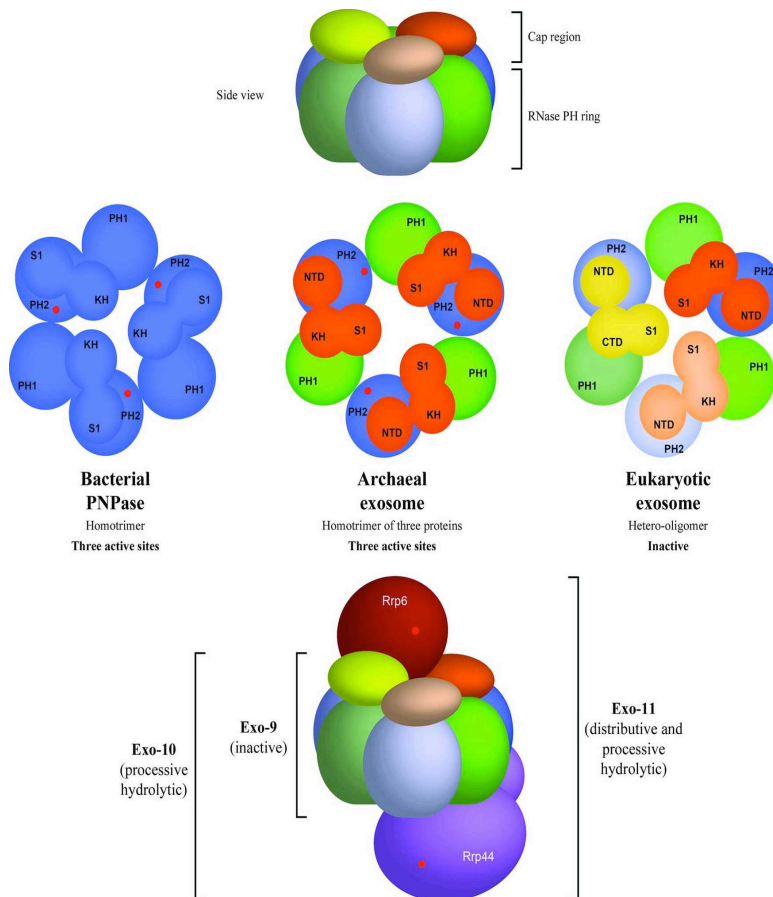 Cap region
Side view
RNase PH ring
PH1
S1
PH2
PH2
KH
S1
KH
KH
PH1
PH1
PH2
S1
PH1
PH2
KH
NTD
S1
PH2
NTD
KH
S1
S1
PH1
PH1
PH2
KH
NTD
PH1
PH2
NTD
KH
PH2
S1
NTD
CTD
S1
S1
PH1
PH1
KH
NTD
PH2
Bacterial
PNPase
Homotrimer
Three active sites
Archaeal
exosome
Homotrimer of three proteins
Three active sites
Eukaryotic
exosome
Hetero-oligomer
Inactive
Rrp6
Exo-9
(inactive)
Exo-10
(processive
hydrolytic)
Exo-11
(distributive and
processive
hydrolytic)
Rrp44